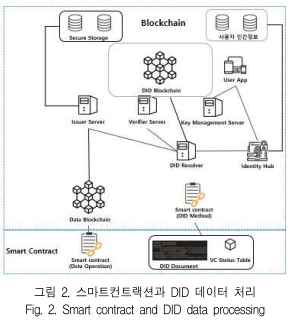 Blockchain
Secure Storage
사용자 민간정보
DID Blockchain
User App
Issuer Server
Verifier Server
Key Management Server
DID Resolver
Identity Hub
Data Blockchain
Smart contract
(DID Method)
Smart Contract
Smart contract
(Data Operation)
DID Document
VC Status Table
그림 2. 스마트컨트랙션과 DID 데이터 처리
Fig. 2. Smart contract and DID data processing